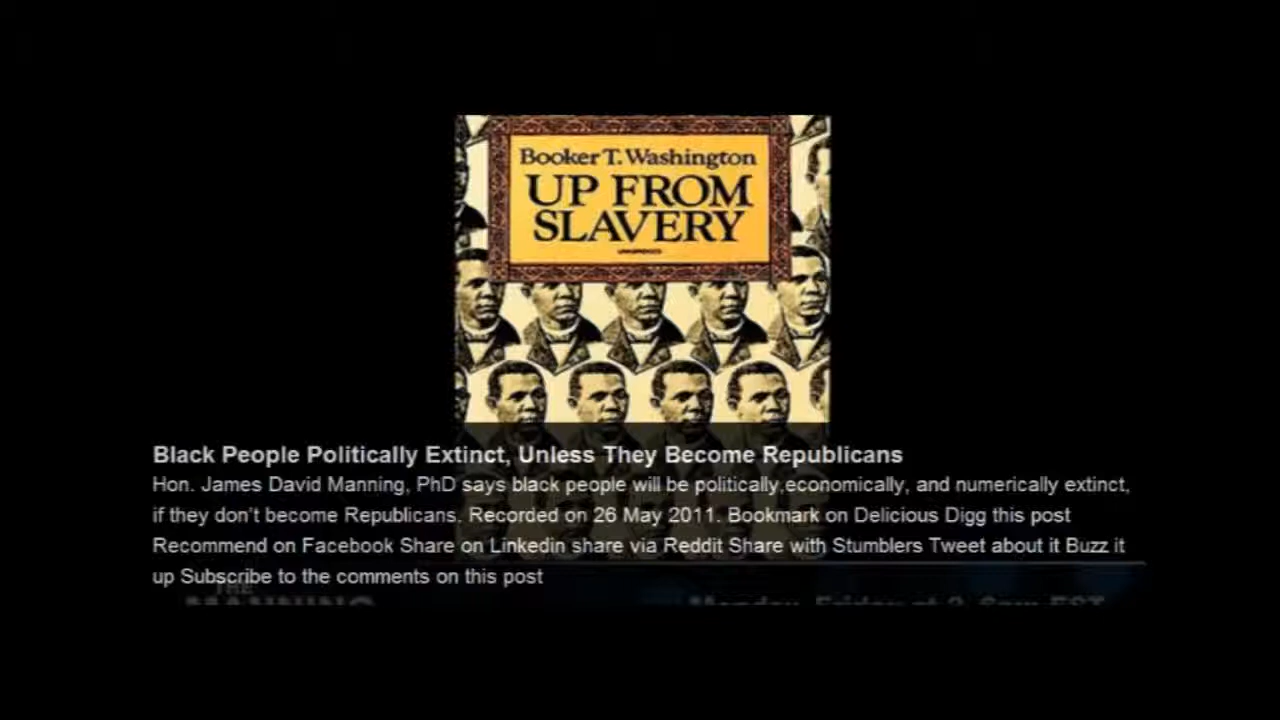 Booker T. Washington
UP FROM
SLAVERY
Black People Politically Extinct, Unless They Become Republicans
Hon. James David Manning, PhD says black people will be politically,economically, and numerically extinct,
if they don't become Republicans. Recorded on 26 May 2011. Bookmark on Delicious Digg this post
Recommend on Facebook Share on Linkedin share via Reddit Share with Stumblers Tweet about it Buzz it
up Subscribe to the comments on this post
THE
MANNING